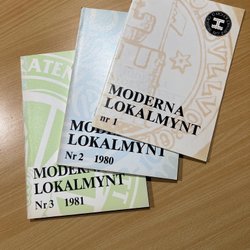 MODERNA
LOKALMYNT
nr 1
MODERNA
LOKALMYNT
Nr 2 1980
MODERNA
LOKALMYNT
Nr 3 1981